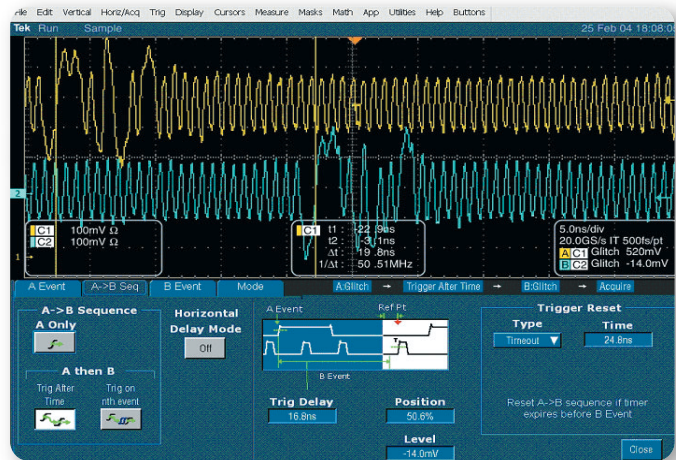 File Edit Vertical Horiz/Acq Trig Display Cursors Measure Masks Math App Utilities Help Buttons
Tek Run Sample 25 Feb 04 18:08:0
2
1
C1 100mV Ω
C2 100mV Ω
C1 t1 : -22.9ns
t2 : -3.1ns
Δt : 19.8ns
1/Δt : 50.51MHz
5.0ns/div
20.0GS/s IT 500fs/pt
A C1 Glitch 520mV
B C2 Glitch -14.0mV
A Event A->B Seq B Event Mode A:Glitch → Trigger After Time → B:Glitch → Acquire
A->B Sequence
A Only
A then B
Trig After Time
Trig on nth event
Horizontal Delay Mode
Off
A Event
Ref Pt
B Event
Trig Delay
16.8ns
Position
50.6%
Level
-14.0mV
Trigger Reset
Type
Timeout
Time
24.8ns
Reset A->B sequence if timer
expires before B Event
Close